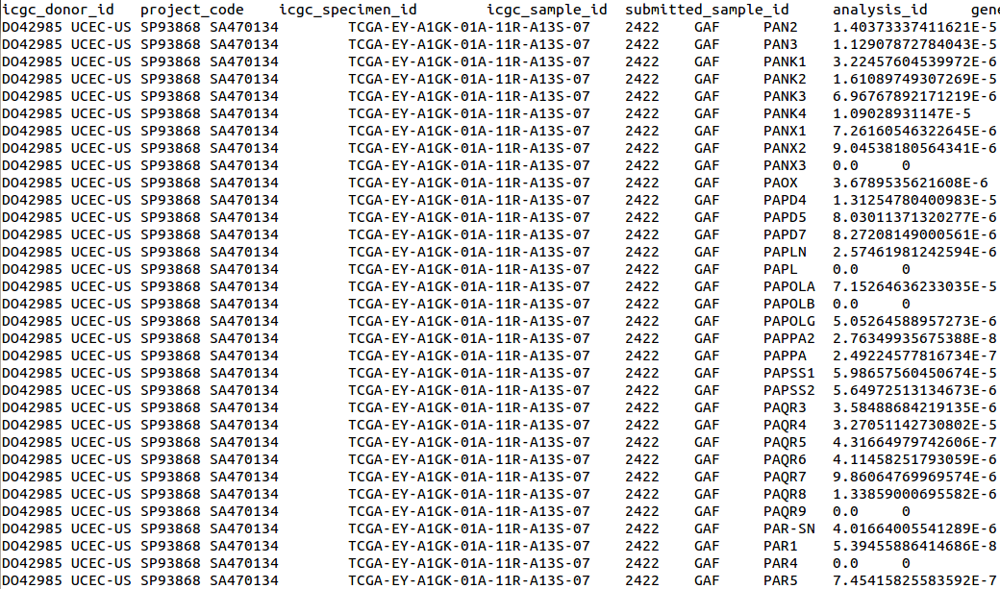 icgc_donor_id project_code icgc_specimen_id icgc_sample_id submitted_sample_id analysis_id gene
DO42985 UCEC-US SP93868 SA470134 TCGA-EY-A1GK-01A-11R-A13S-07 2422 GAF PAN2 1.40373337411621E-5
DO42985 UCEC-US SP93868 SA470134 TCGA-EY-A1GK-01A-11R-A13S-07 2422 GAF PAN3 1.12907872784043E-5
DO42985 UCEC-US SP93868 SA470134 TCGA-EY-A1GK-01A-11R-A13S-07 2422 GAF PANK1 3.22457604539972E-6
DO42985 UCEC-US SP93868 SA470134 TCGA-EY-A1GK-01A-11R-A13S-07 2422 GAF PANK2 1.61089749307269E-5
DO42985 UCEC-US SP93868 SA470134 TCGA-EY-A1GK-01A-11R-A13S-07 2422 GAF PANK3 6.96767892171219E-6
DO42985 UCEC-US SP93868 SA470134 TCGA-EY-A1GK-01A-11R-A13S-07 2422 GAF PANK4 1.09028931147E-5
DO42985 UCEC-US SP93868 SA470134 TCGA-EY-A1GK-01A-11R-A13S-07 2422 GAF PANX1 7.26160546322645E-6
DO42985 UCEC-US SP93868 SA470134 TCGA-EY-A1GK-01A-11R-A13S-07 2422 GAF PANX2 9.04538180564341E-6
DO42985 UCEC-US SP93868 SA470134 TCGA-EY-A1GK-01A-11R-A13S-07 2422 GAF PANX3 0.0 0
DO42985 UCEC-US SP93868 SA470134 TCGA-EY-A1GK-01A-11R-A13S-07 2422 GAF PAOX 3.6789535621608E-6
DO42985 UCEC-US SP93868 SA470134 TCGA-EY-A1GK-01A-11R-A13S-07 2422 GAF PAPD4 1.31254780400983E-5
DO42985 UCEC-US SP93868 SA470134 TCGA-EY-A1GK-01A-11R-A13S-07 2422 GAF PAPD5 8.03011371320277E-6
DO42985 UCEC-US SP93868 SA470134 TCGA-EY-A1GK-01A-11R-A13S-07 2422 GAF PAPD7 8.27208149000561E-6
DO42985 UCEC-US SP93868 SA470134 TCGA-EY-A1GK-01A-11R-A13S-07 2422 GAF PAPLN 2.57461981242594E-6
DO42985 UCEC-US SP93868 SA470134 TCGA-EY-A1GK-01A-11R-A13S-07 2422 GAF PAPL 0.0 0
DO42985 UCEC-US SP93868 SA470134 TCGA-EY-A1GK-01A-11R-A13S-07 2422 GAF PAPOLA 7.15264636233035E-5
DO42985 UCEC-US SP93868 SA470134 TCGA-EY-A1GK-01A-11R-A13S-07 2422 GAF PAPOLB 0.0 0
DO42985 UCEC-US SP93868 SA470134 TCGA-EY-A1GK-01A-11R-A13S-07 2422 GAF PAPOLG 5.05264588957273E-6
DO42985 UCEC-US SP93868 SA470134 TCGA-EY-A1GK-01A-11R-A13S-07 2422 GAF PAPPA2 2.76349935675388E-8
DO42985 UCEC-US SP93868 SA470134 TCGA-EY-A1GK-01A-11R-A13S-07 2422 GAF PAPPA 2.49224577816734E-7
DO42985 UCEC-US SP93868 SA470134 TCGA-EY-A1GK-01A-11R-A13S-07 2422 GAF PAPSS1 5.98657560450674E-5
DO42985 UCEC-US SP93868 SA470134 TCGA-EY-A1GK-01A-11R-A13S-07 2422 GAF PAPSS2 5.64972513134673E-6
DO42985 UCEC-US SP93868 SA470134 TCGA-EY-A1GK-01A-11R-A13S-07 2422 GAF PAQR3 3.58488684219135E-6
DO42985 UCEC-US SP93868 SA470134 TCGA-EY-A1GK-01A-11R-A13S-07 2422 GAF PAQR4 3.27051142730802E-5
DO42985 UCEC-US SP93868 SA470134 TCGA-EY-A1GK-01A-11R-A13S-07 2422 GAF PAQR5 4.31664979742606E-7
DO42985 UCEC-US SP93868 SA470134 TCGA-EY-A1GK-01A-11R-A13S-07 2422 GAF PAQR6 4.11458251793059E-6
DO42985 UCEC-US SP93868 SA470134 TCGA-EY-A1GK-01A-11R-A13S-07 2422 GAF PAQR7 9.86064769969574E-6
DO42985 UCEC-US SP93868 SA470134 TCGA-EY-A1GK-01A-11R-A13S-07 2422 GAF PAQR8 1.33859000695582E-6
DO42985 UCEC-US SP93868 SA470134 TCGA-EY-A1GK-01A-11R-A13S-07 2422 GAF PAQR9 0.0 0
DO42985 UCEC-US SP93868 SA470134 TCGA-EY-A1GK-01A-11R-A13S-07 2422 GAF PAR-SN 4.01664005541289E-6
DO42985 UCEC-US SP93868 SA470134 TCGA-EY-A1GK-01A-11R-A13S-07 2422 GAF PAR1 5.39455886414686E-8
DO42985 UCEC-US SP93868 SA470134 TCGA-EY-A1GK-01A-11R-A13S-07 2422 GAF PAR4 0.0 0
DO42985 UCEC-US SP93868 SA470134 TCGA-EY-A1GK-01A-11R-A13S-07 2422 GAF PAR5 7.45415825583592E-7